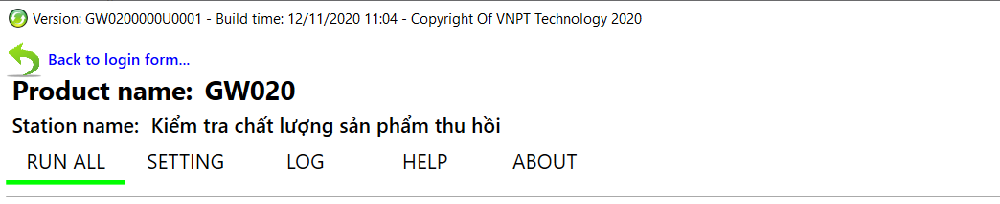 Version: GW0200000U0001 - Build time: 12/11/2020 11:04 - Copyright Of VNPT Technology 2020
Back to login form...
Product name: GW020
Station name: Kiểm tra chất lượng sản phẩm thu hồi
RUN ALL SETTING LOG HELP ABOUT